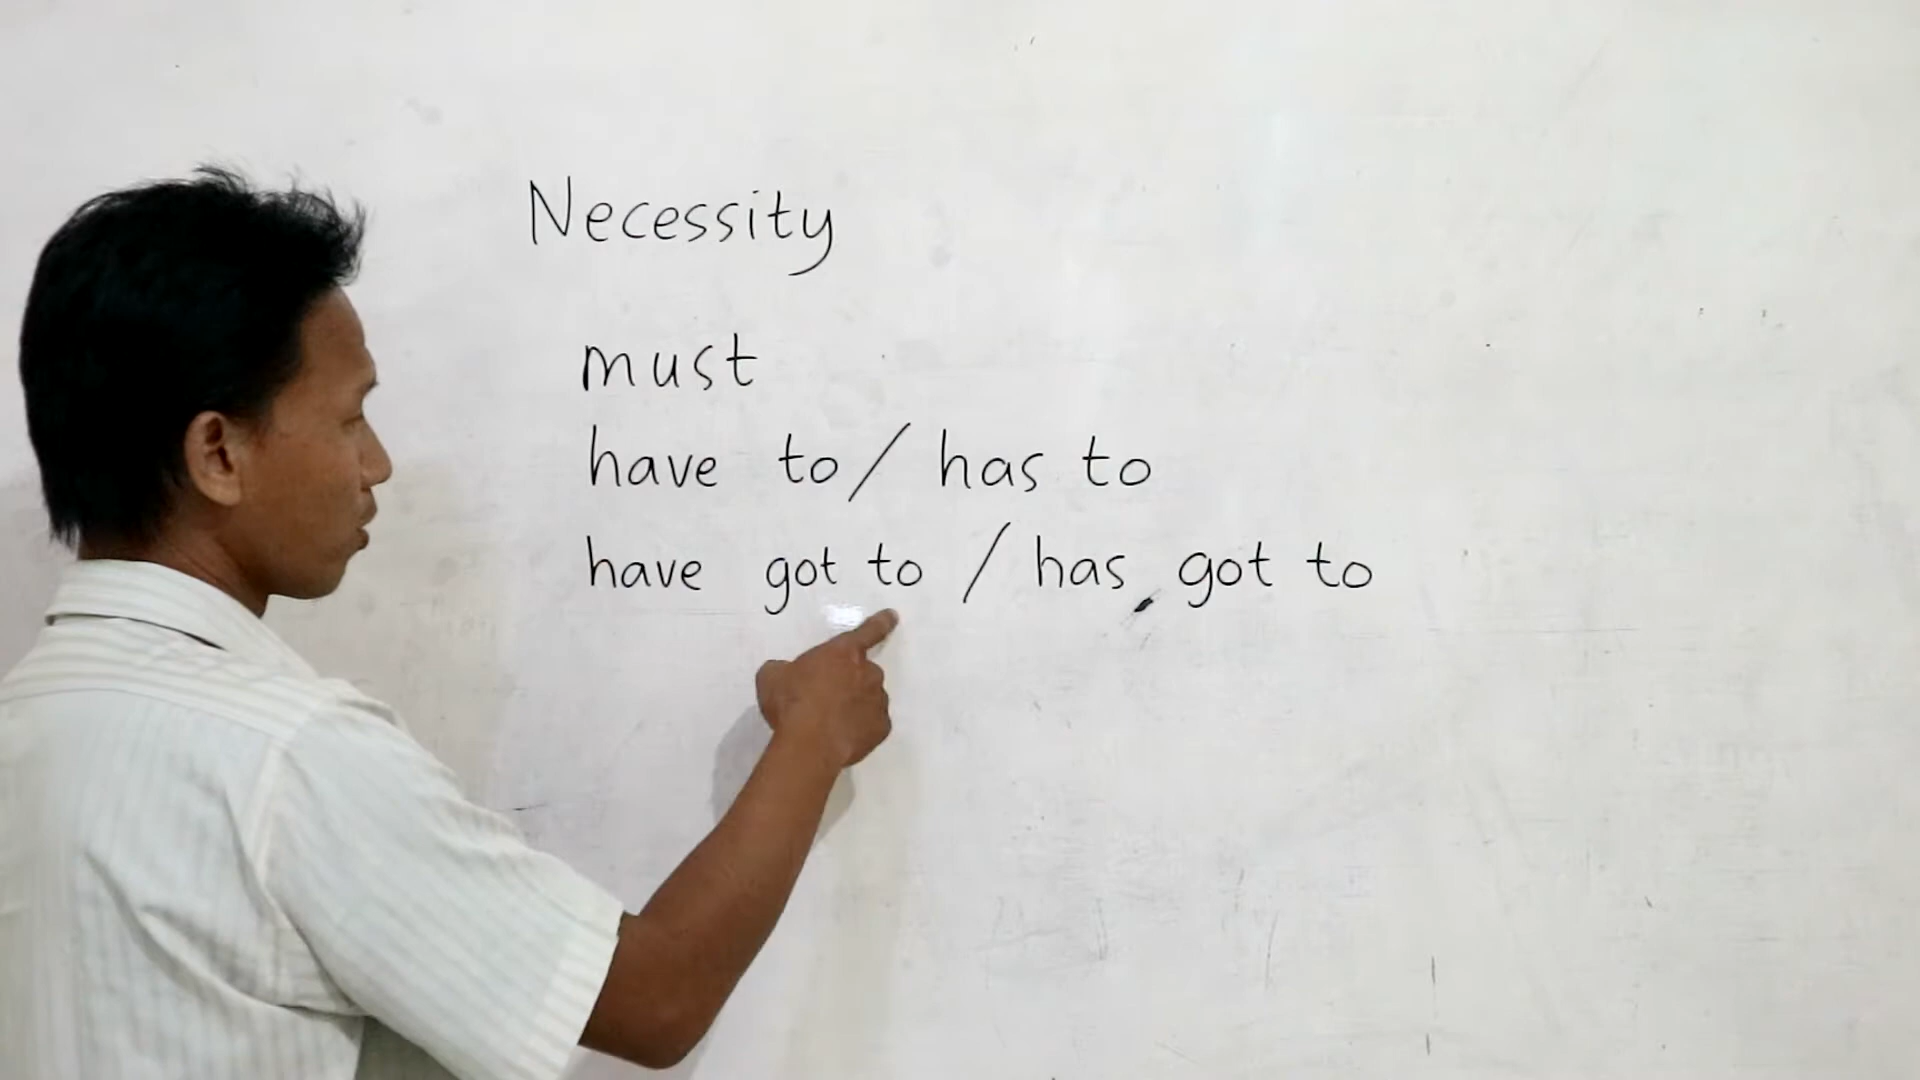 Necessity
must
have to / has to
have got to / has got to